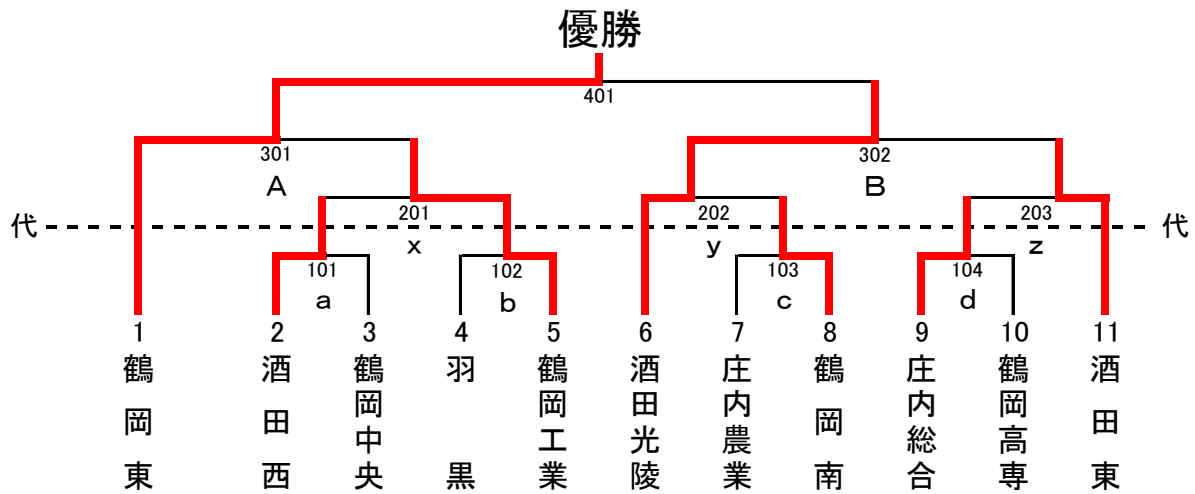 優勝
401
301
302
A
B
201
202
203
代
代
x
y
z
101
102
103
104
a
b
c
d
1
2
3
4
5
6
7
8
9
10
11
鶴岡東
酒田西
鶴岡中央
羽黒
鶴岡工業
酒田光陵
庄内農業
鶴岡南
庄内総合
鶴岡高専
酒田東